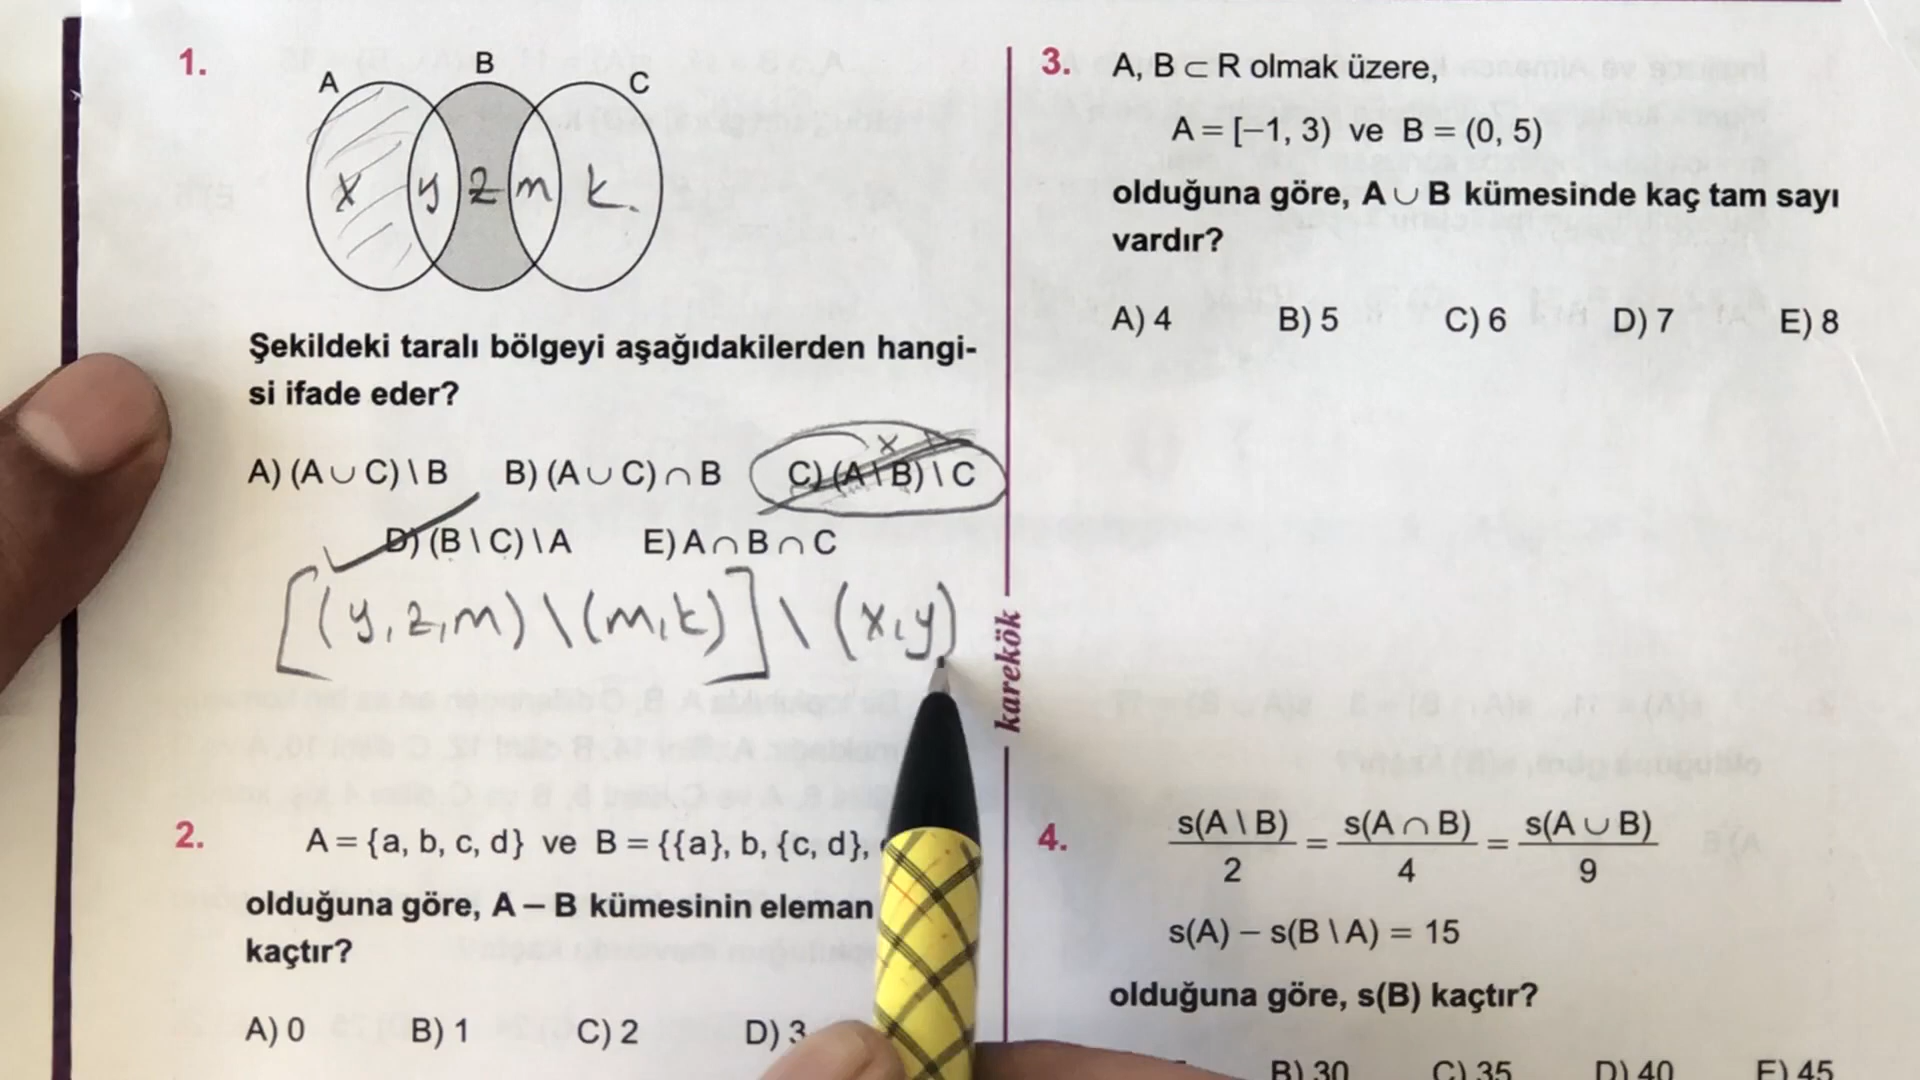 1.
A B C
x y z m k
Şekildeki taralı bölgeyi aşağıdakilerden hangi-
si ifade eder?
A) (A ∪ C) \ B B) (A ∪ C) ∩ B C) (A \ B) \ C
D) (B \ C) \ A E) A ∩ B ∩ C
[(y, z, m) \ (m, k)] \ (x, y)
2. A = {a, b, c, d} ve B = {{a}, b, {c, d},
olduğuna göre, A – B kümesinin eleman
kaçtır?
A) 0 B) 1 C) 2 D) 3
karekök
3. A, B ⊂ R olmak üzere,
A = [–1, 3) ve B = (0, 5)
olduğuna göre, A ∪ B kümesinde kaç tam sayı
vardır?
A) 4 B) 5 C) 6 D) 7 E) 8
4. s(A \ B)/2 = s(A ∩ B)/4 = s(A ∪ B)/9
s(A) – s(B \ A) = 15
olduğuna göre, s(B) kaçtır?
B) 30 C) 35 D) 40 E) 45